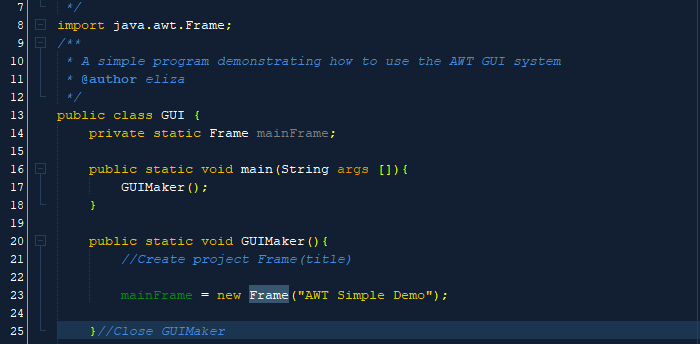 7 */
8 import java.awt.Frame;
9 /**
10 * A simple program demonstrating how to use the AWT GUI system
11 * @author eliza
12 */
13 public class GUI {
14 private static Frame mainFrame;
15
16 public static void main(String args []){
17 GUIMaker();
18 }
19
20 public static void GUIMaker(){
21 //Create project Frame(title)
22
23 mainFrame = new Frame("AWT Simple Demo");
24
25 }//Close GUIMaker